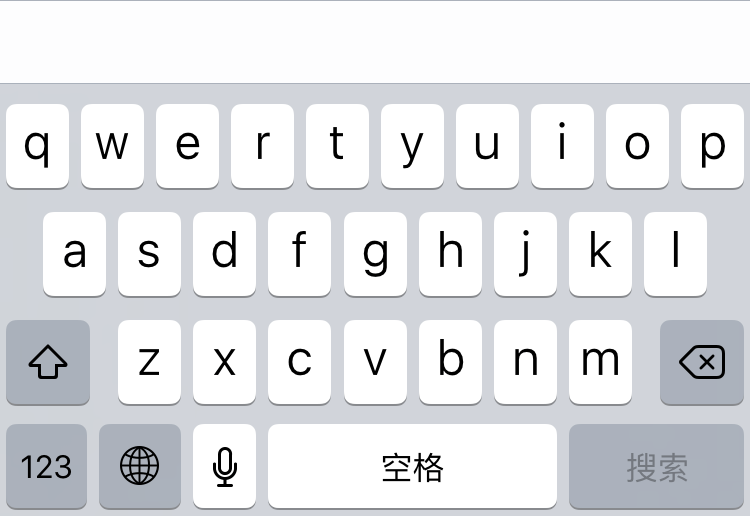 q w e r t y u i o p
a s d f g h j k l
z x c v b n m
123 空格 搜索